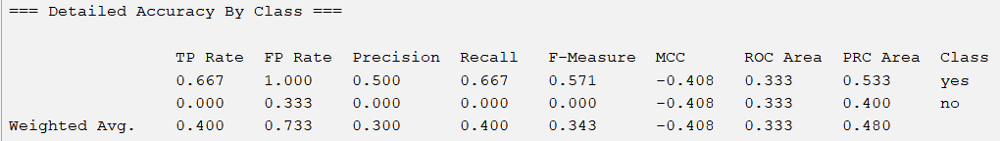 === Detailed Accuracy By Class ===
TP Rate FP Rate Precision Recall F-Measure MCC ROC Area PRC Area Class
0.667 1.000 0.500 0.667 0.571 -0.408 0.333 0.533 yes
0.000 0.333 0.000 0.000 0.000 -0.408 0.333 0.400 no
Weighted Avg. 0.400 0.733 0.300 0.400 0.343 -0.408 0.333 0.480